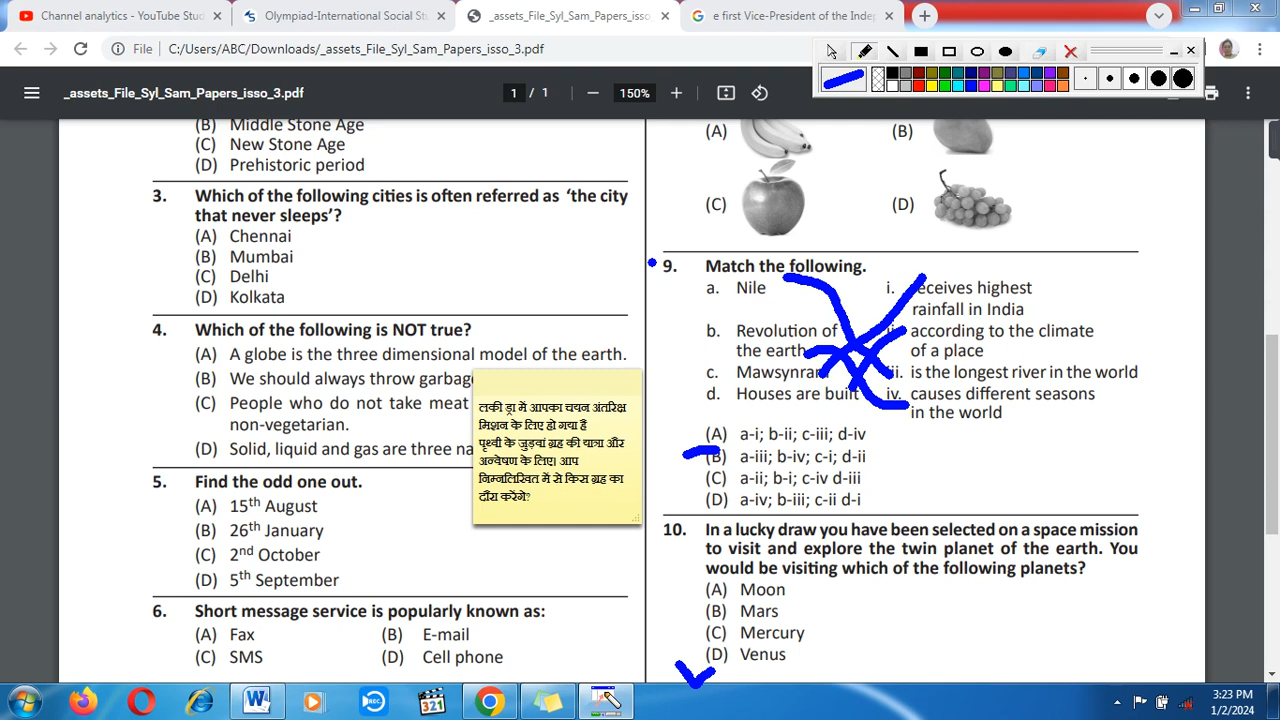 Channel analytics - YouTube Stud
Olympiad-International Social Stu
_assets_File_Syl_Sam_Papers_isso_
e first Vice-President of the Indep
File
C:/Users/ABC/Downloads/_assets_File_Syl_Sam_Papers_isso_3.pdf
_assets_File_Syl_Sam_Pap
_3.pdf
1 / 1
150%
(B) Middle Stone Age
(C) New Stone Age
(D) Prehistoric period
3. Which of the following cities is often referred as ‘the city
that never sleeps’?
(A) Chennai
(B) Mumbai
(C) Delhi
(D) Kolkata
4. Which of the following is NOT true?
(A) A globe is the three dimensional model of the earth.
(B) We should always throw garbag
(C) People who do not take meat
non-vegetarian.
(D) Solid, liquid and gas are three na
लकी ड्रा में आपका चयन अंतरिक्ष
मिशन के लिए हो गया है
पृथ्वी के जुड़वां ग्रह की यात्रा और
अन्वेषण के लिए। आप
निम्नलिखित में से किस ग्रह का
दौरा करेंगे?
5. Find the odd one out.
(A) 15th August
(B) 26th January
(C) 2nd October
(D) 5th September
6. Short message service is popularly known as:
(A) Fax (B) E-mail
(C) SMS (D) Cell phone
(A) (B)
(C) (D)
9. Match the following.
a. Nile i. receives highest
rainfall in India
b. Revolution of ii. according to the climate
the earth of a place
c. Mawsynram iii. is the longest river in the world
d. Houses are built iv. causes different seasons
in the world
(A) a-i; b-ii; c-iii; d-iv
(B) a-iii; b-iv; c-i; d-ii
(C) a-ii; b-i; c-iv d-iii
(D) a-iv; b-iii; c-ii d-i
10. In a lucky draw you have been selected on a space mission
to visit and explore the twin planet of the earth. You
would be visiting which of the following planets?
(A) Moon
(B) Mars
(C) Mercury
(D) Venus
REC
321
3:23 PM
1/2/2024